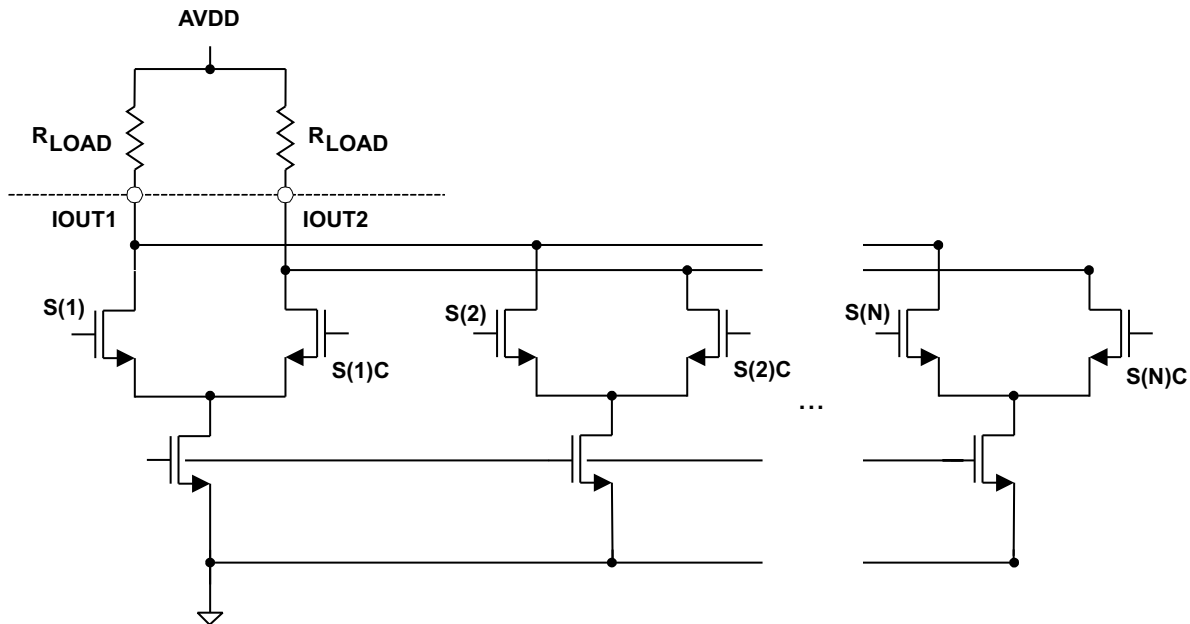 AVDD
RLOAD RLOAD
IOUT1 IOUT2
S(1) S(2) S(N)
S(1)C S(2)C S(N)C
...